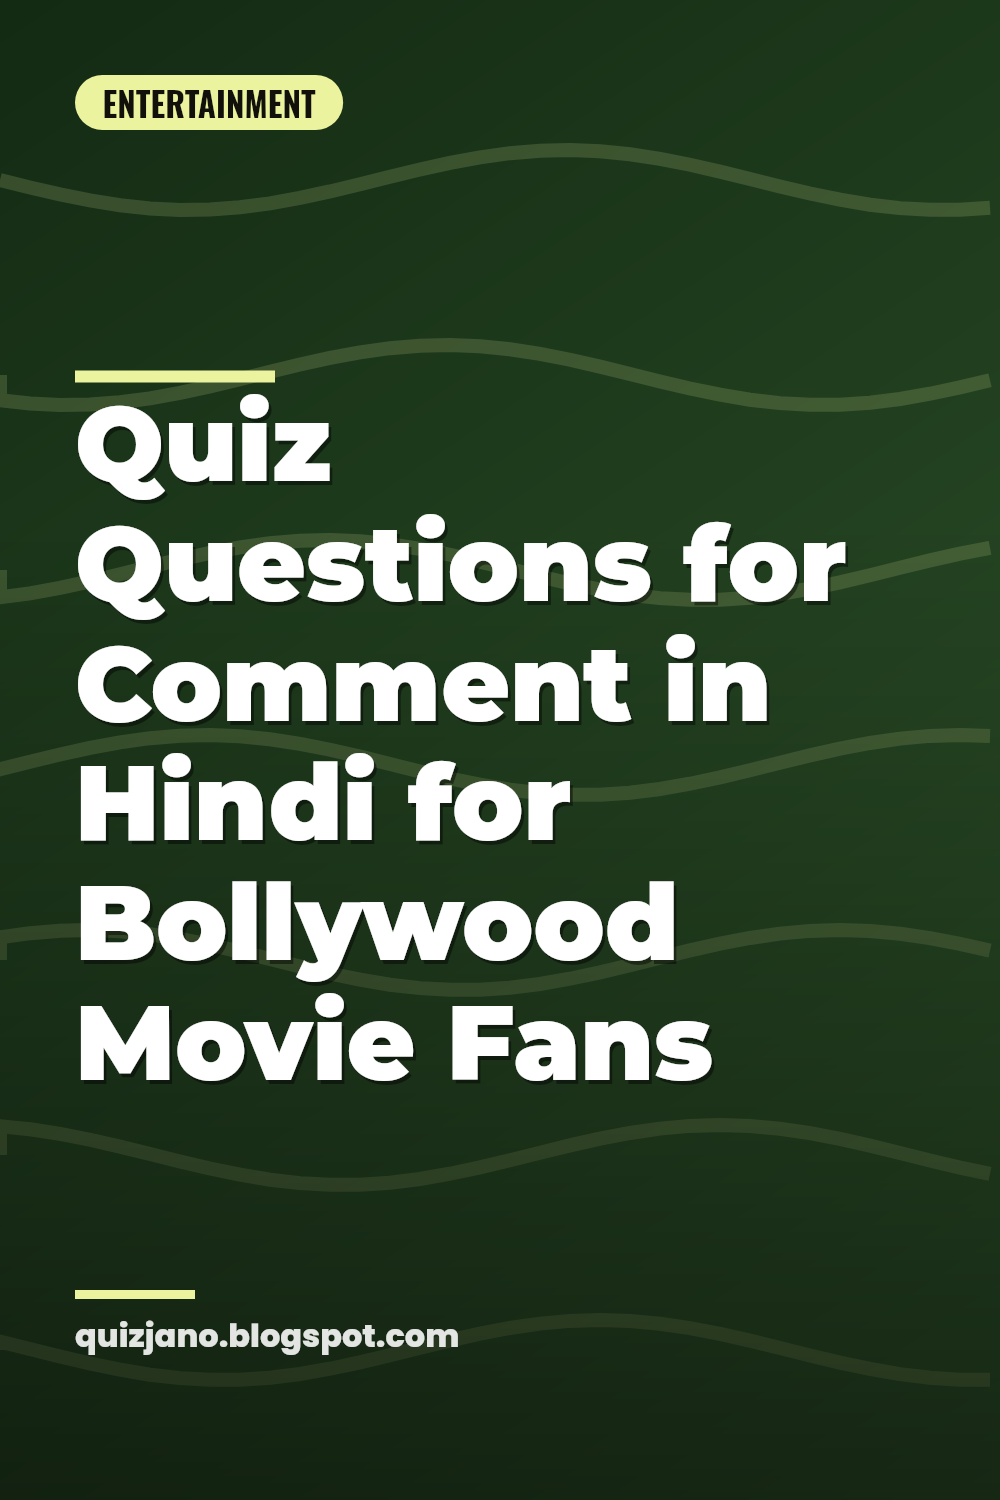 ENTERTAINMENT
Quiz
Questions for
Comment in
Hindi for
Bollywood
Movie Fans
quizjano.blogspot.com